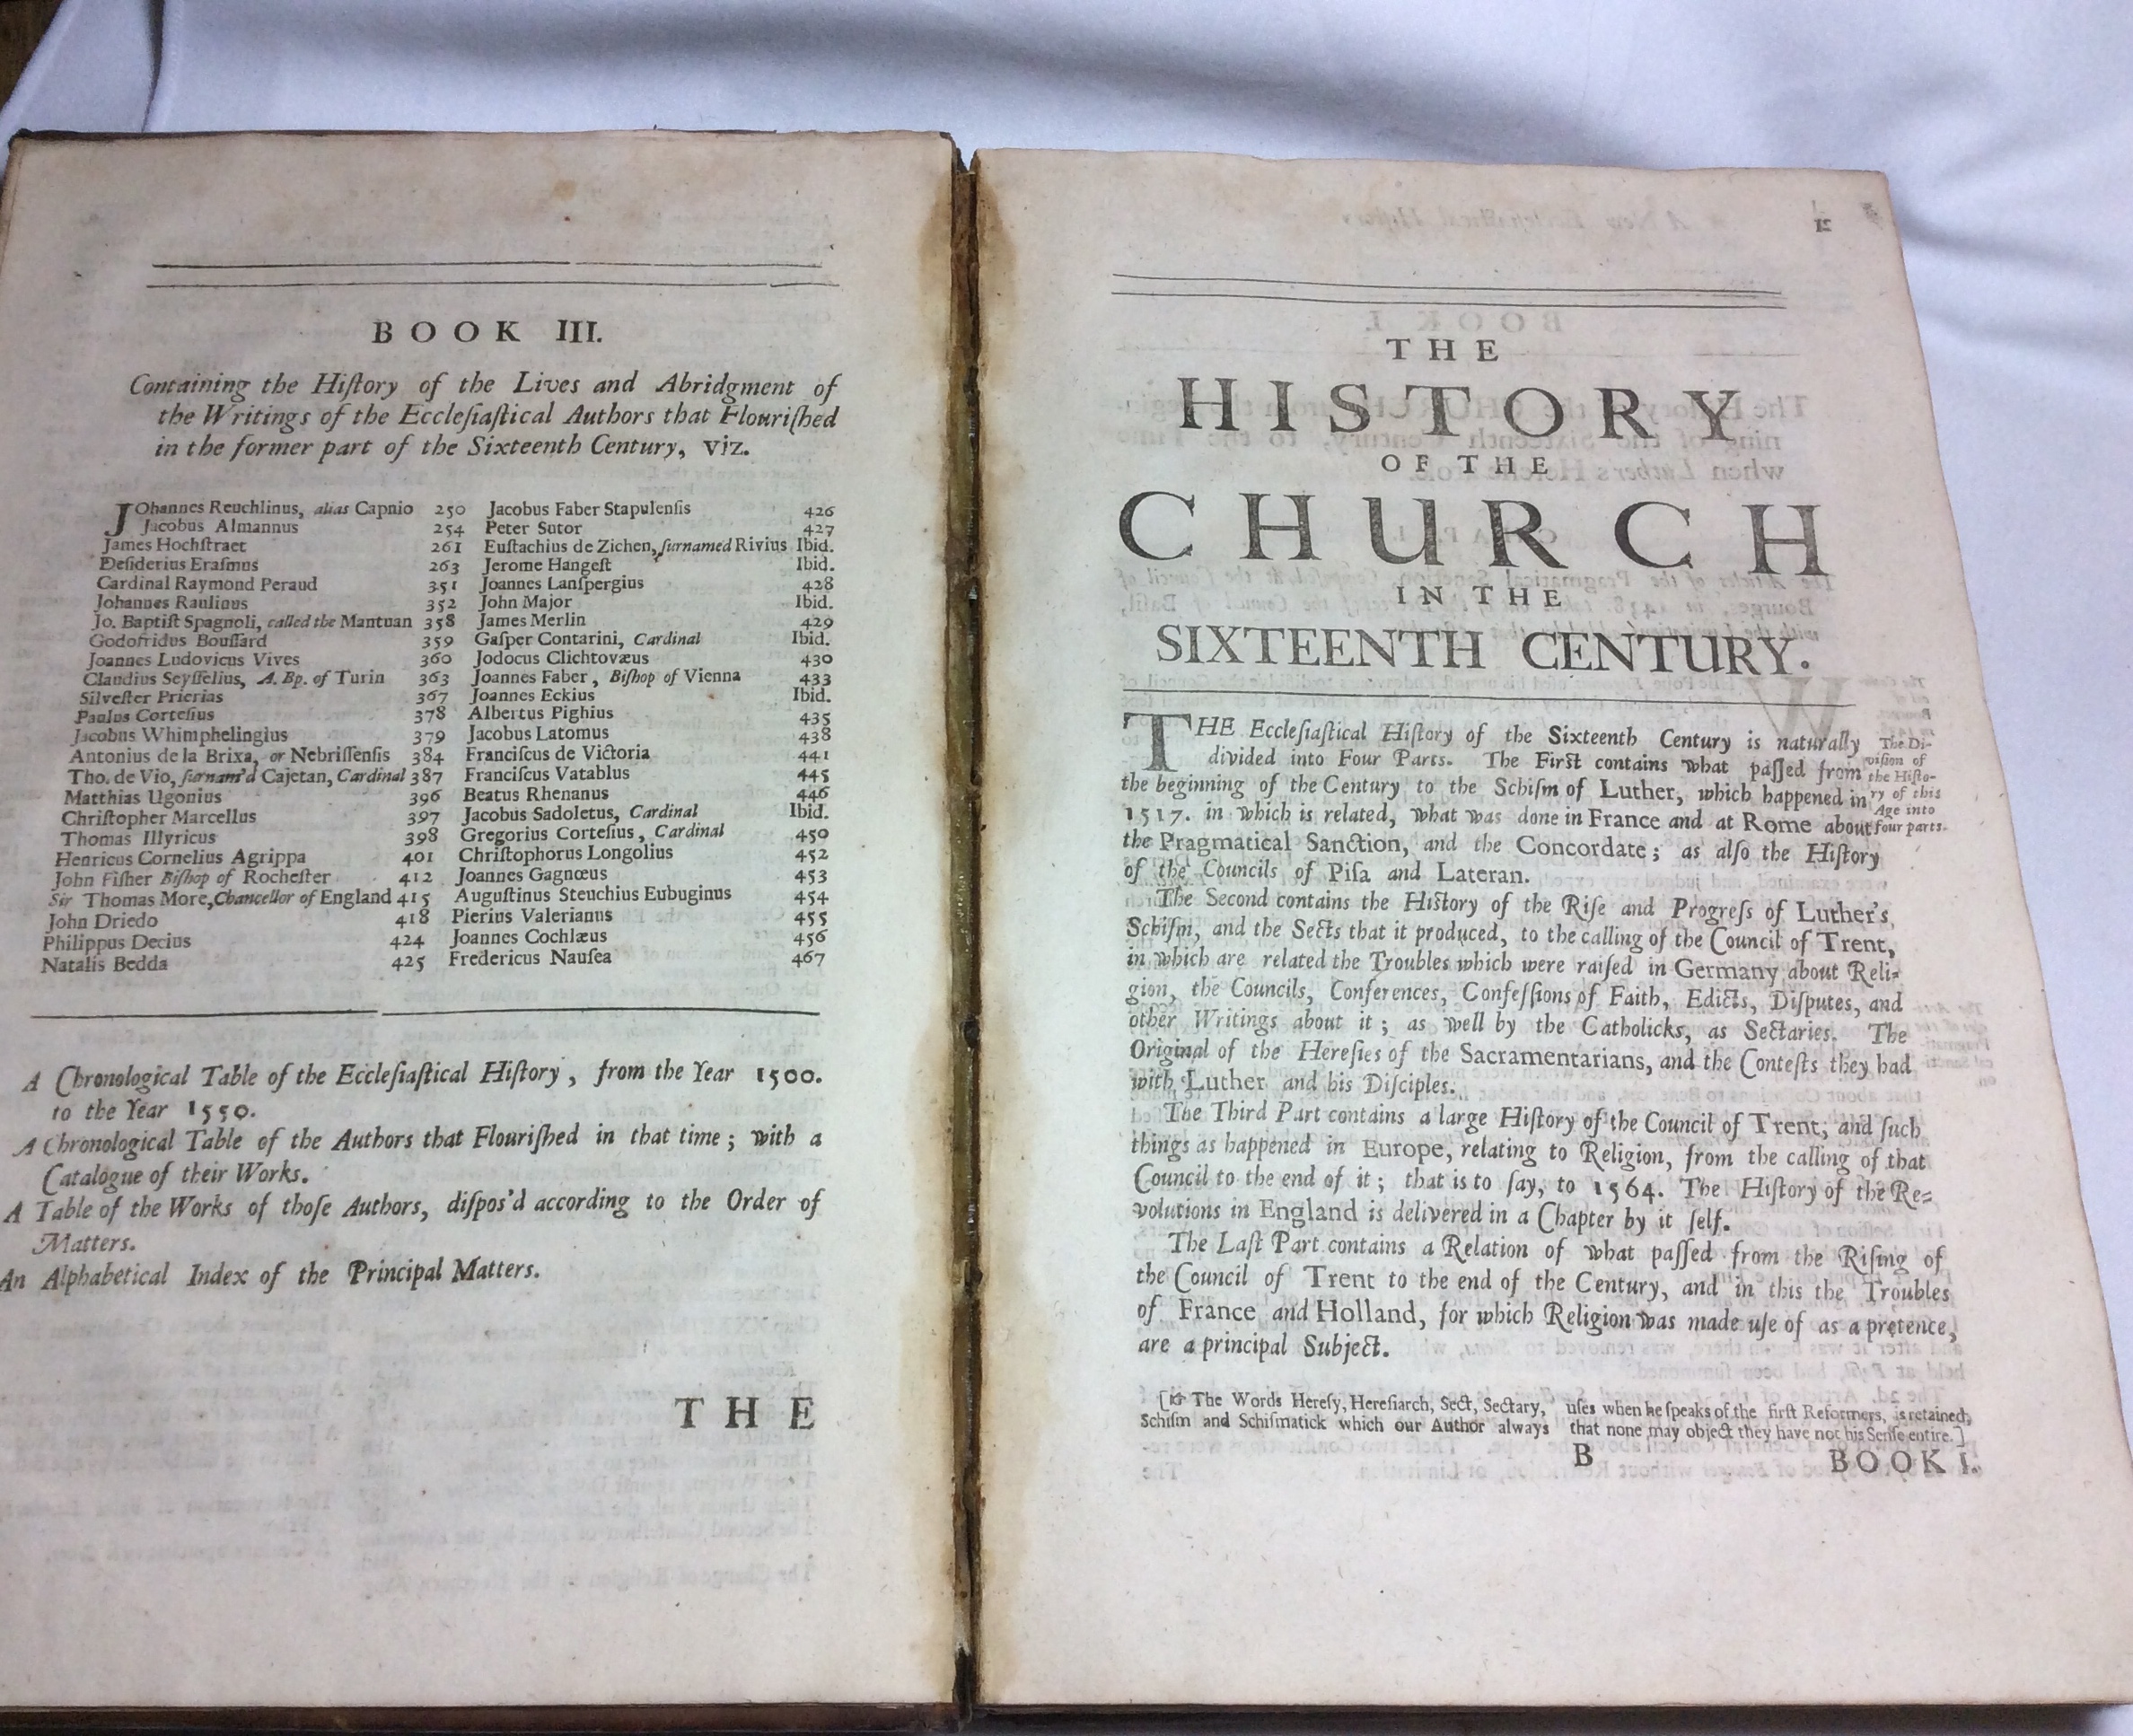 BOOK III.
Containing the Hiſtory of the Lives and Abridgment of
the Writings of the Eccleſiaſtical Authors that Flouriſhed
in the former part of the Sixteenth Century, viz.
JOhannes Reuchlinus, alias Capnio 250
Jacobus Almannus 254
James Hochſtraet 261
Deſiderius Eraſmus 263
Cardinal Raymond Peraud 351
Johannes Raulinus 352
Jo. Baptiſt Spagnoli, called the Mantuan 358
Godofridus Bouſſard 359
Joannes Ludovicus Vives 360
Claudius Seyſſelius, A. Bp. of Turin 363
Silveſter Prierias 367
Paulus Corteſius 378
Jacobus Whimphelingius 379
Antonius de la Brixa, or Nebriſſenſis 384
Tho. de Vio, ſurnam'd Cajetan, Cardinal 387
Matthias Ugonius 396
Chriſtopher Marcellus 397
Thomas Illyricus 398
Henricus Cornelius Agrippa 401
John Fiſher Biſhop of Rocheſter 412
Sir Thomas More, Chancellor of England 415
John Driedo 418
Philippus Decius 424
Natalis Bedda 425
Jacobus Faber Stapulenſis 426
Peter Sutor 427
Euſtachius de Zichen, ſurnamed Rivius Ibid.
Jerome Hangeſt Ibid.
Joannes Lanſpergius 428
John Major Ibid.
James Merlin 429
Gaſper Contarini, Cardinal Ibid.
Jodocus Clichtovæus 430
Joannes Faber, Biſhop of Vienna 433
Joannes Eckius Ibid.
Albertus Pighius 435
Jacobus Latomus 438
Franciſcus de Victoria 441
Franciſcus Vatablus 445
Beatus Rhenanus 446
Jacobus Sadoletus, Cardinal Ibid.
Gregorius Corteſius, Cardinal 450
Chriſtophorus Longolius 452
Joannes Gagnœus 453
Auguſtinus Steuchius Eubuginus 454
Pierius Valerianus 455
Joannes Cochlæus 456
Fredericus Nauſea 467
A Chronological Table of the Eccleſiaſtical Hiſtory, from the Year 1500.
to the Year 1550.
A Chronological Table of the Authors that Flouriſhed in that time; with a
Catalogue of their Works.
A Table of the Works of thoſe Authors, diſpos'd according to the Order of
Matters.
An Alphabetical Index of the Principal Matters.
THE
THE
HISTORY
OF THE
CHURCH
IN THE
SIXTEENTH CENTURY.
THE Eccleſiaſtical Hiſtory of the Sixteenth Century is naturally
divided into Four Parts. The Firſt contains what paſſed from
the beginning of the Century to the Schiſm of Luther, which happened in
1517. in which is related, what was done in France and at Rome about
the Pragmatical Sanction, and the Concordate; as alſo the Hiſtory
of the Councils of Piſa and Lateran.
The Di-
viſion of
the Hiſto-
ry of this
Age into
four parts.
The Second contains the Hiſtory of the Riſe and Progreſs of Luther's
Schiſm, and the Sects that it produced, to the calling of the Council of Trent,
in which are related the Troubles which were raiſed in Germany about Reli-
gion, the Councils, Conferences, Confeſſions of Faith, Edicts, Diſputes, and
other Writings about it; as well by the Catholicks, as Sectaries. The
Original of the Hereſies of the Sacramentarians, and the Conteſts they had
with Luther and his Diſciples.
The Third Part contains a large Hiſtory of the Council of Trent, and ſuch
things as happened in Europe, relating to Religion, from the calling of that
Council to the end of it; that is to ſay, to 1564. The Hiſtory of the Re-
volutions in England is delivered in a Chapter by it ſelf.
The Laſt Part contains a Relation of what paſſed from the Riſing of
the Council of Trent to the end of the Century, and in this the Troubles
of France and Holland, for which Religion was made uſe of as a pretence,
are a principal Subject.
[☞ The Words Hereſy, Hereſiarch, Sect, Sectary,
Schiſm and Schiſmatick which our Author always
uſes when he ſpeaks of the firſt Reformers, is retained,
that none may object they have not his Senſe entire.]
B
BOOK I.